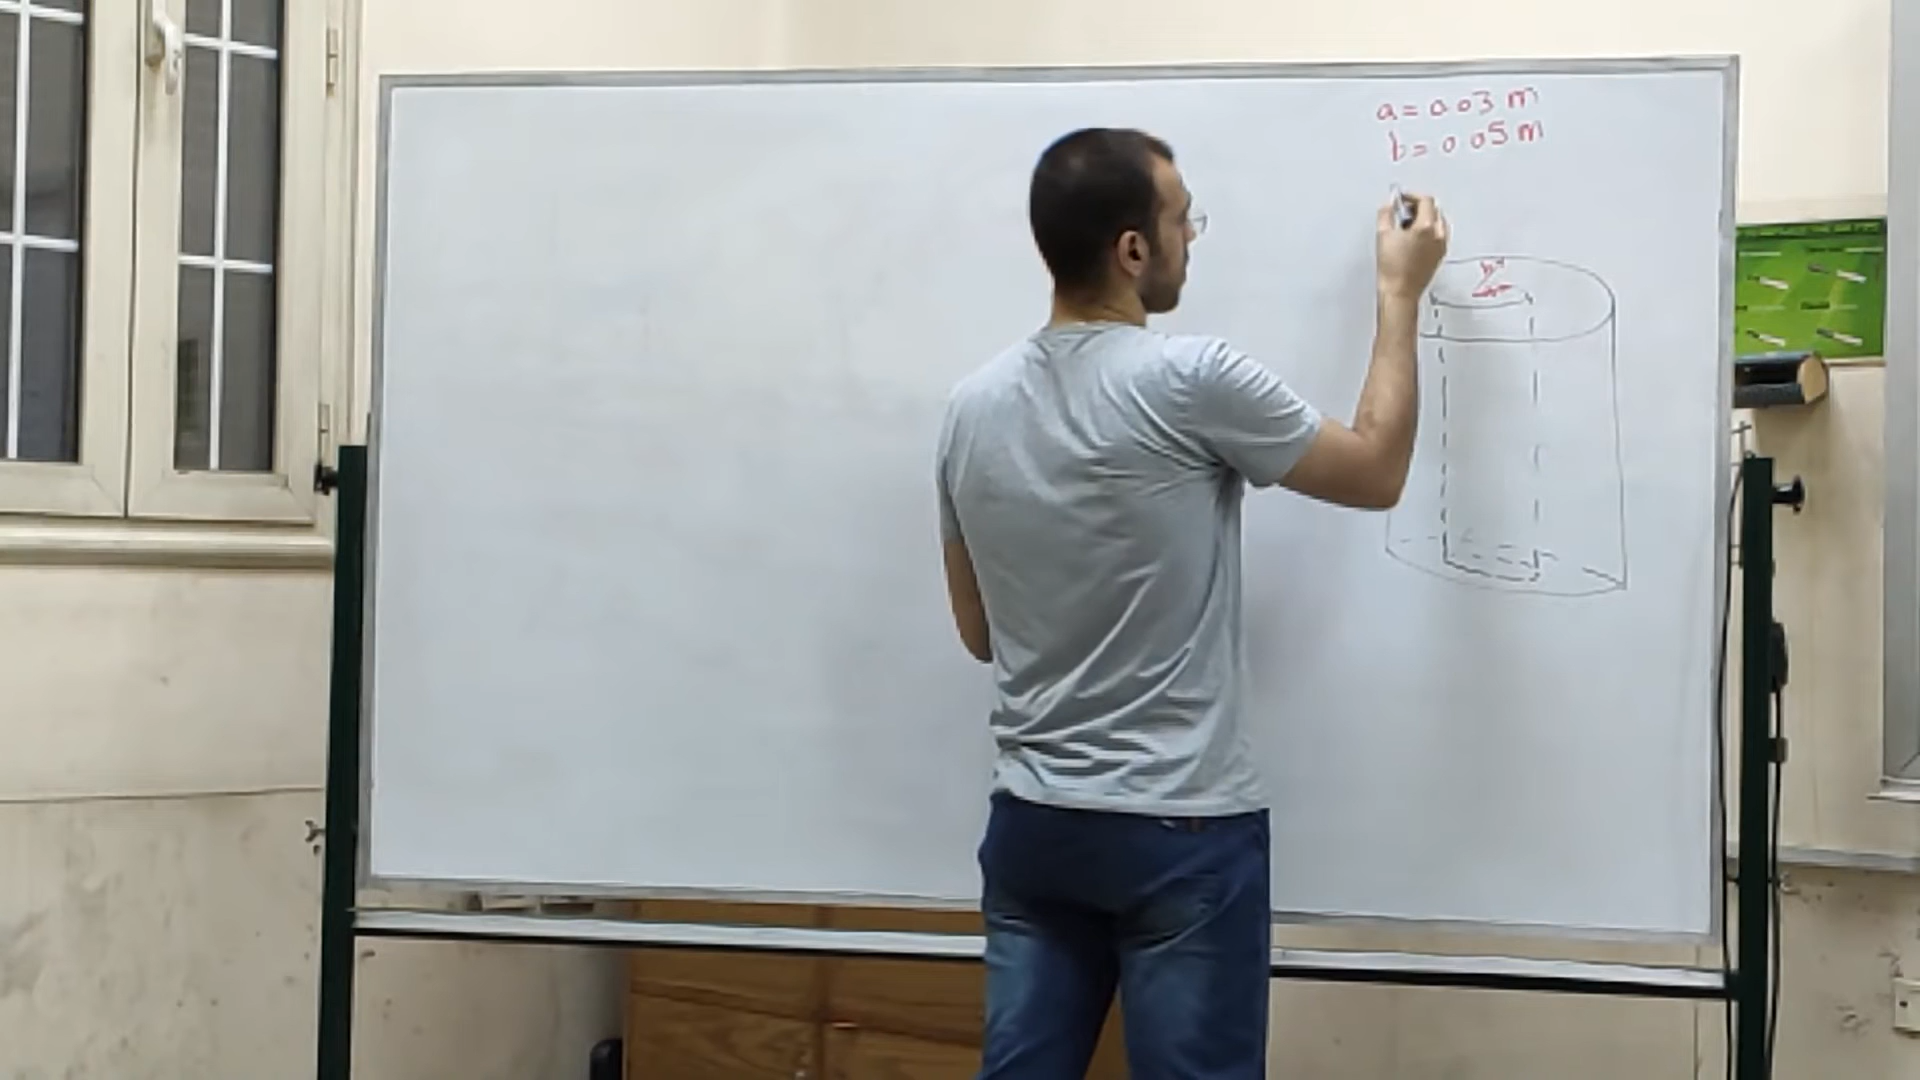 a = 0.03 m
b = 0.05 m
b